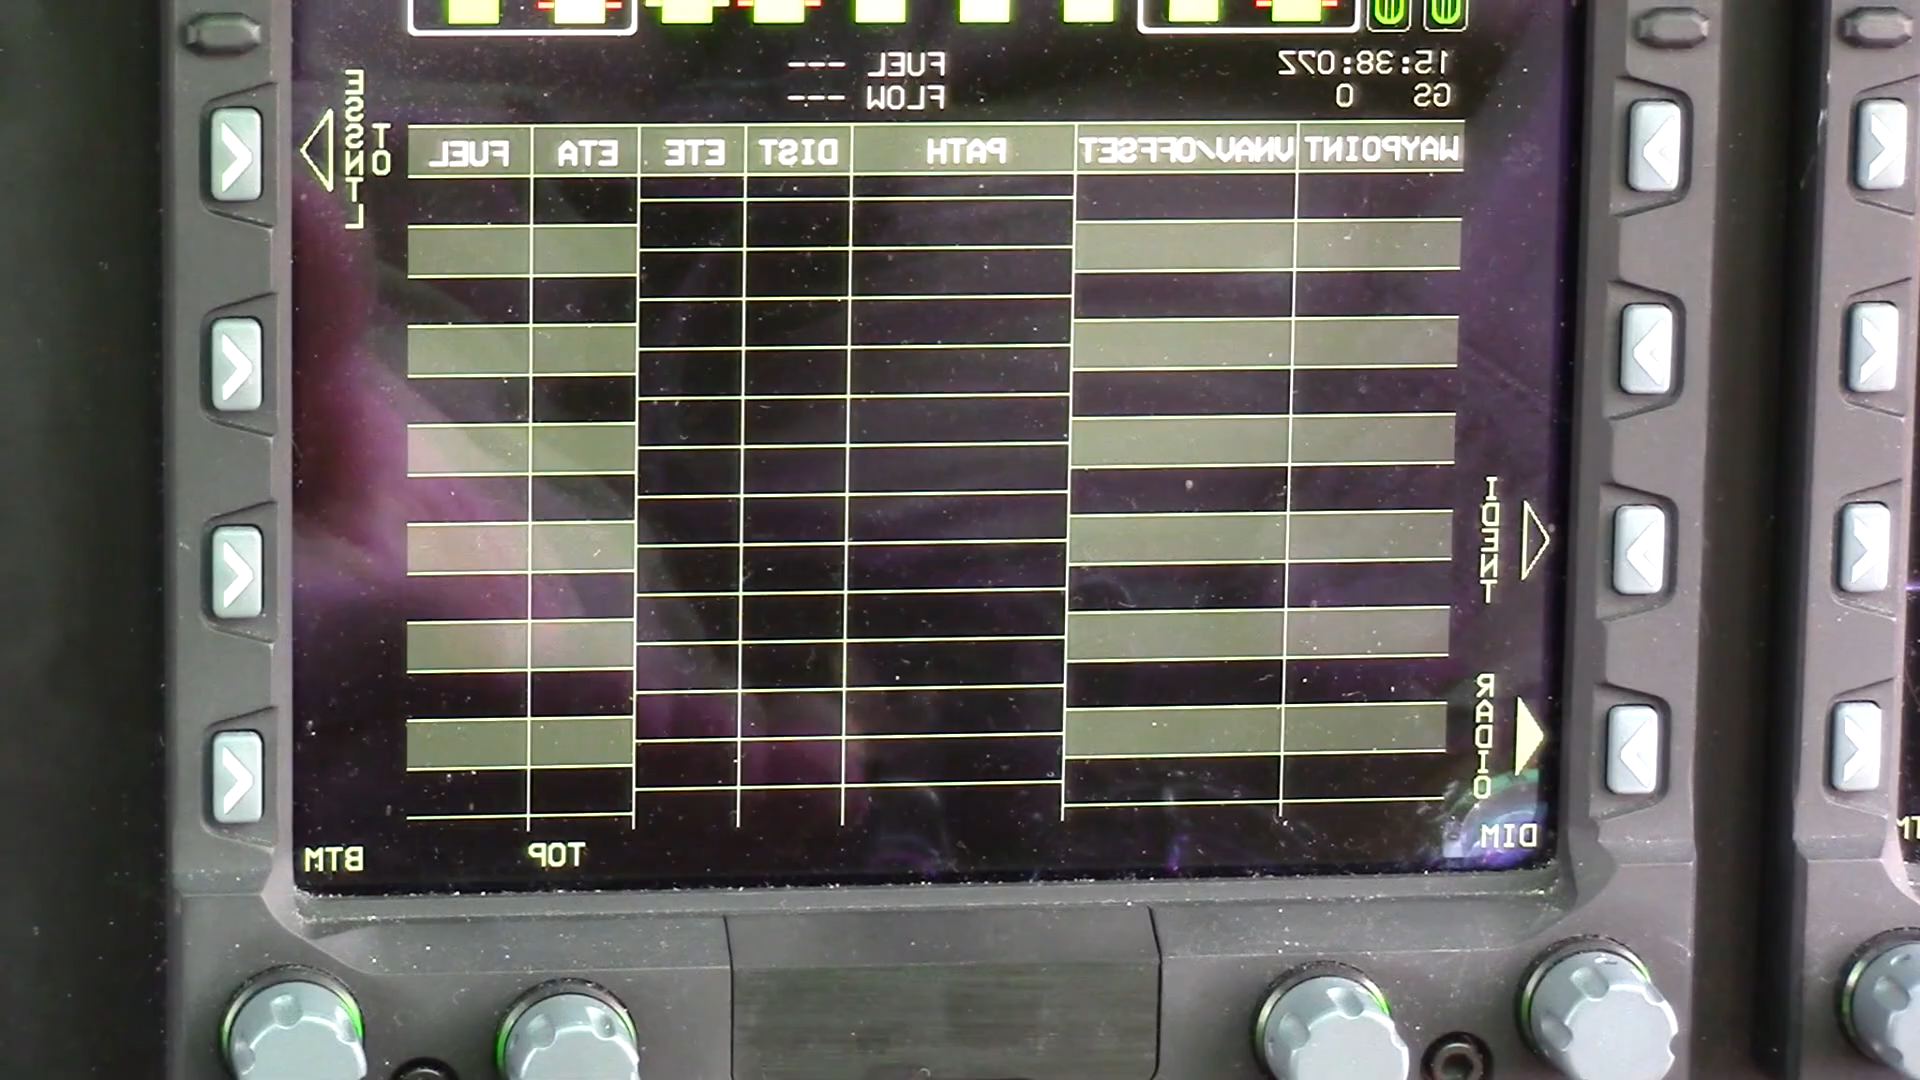 15:38:07Z FUEL ---
GS 0 FLOW ---
WAYPOINT VNAV/OFFSET PATH DIST ETE ETA FUEL
TO
ESSNTL
IDENT
RADIO
DIM TOP BTM